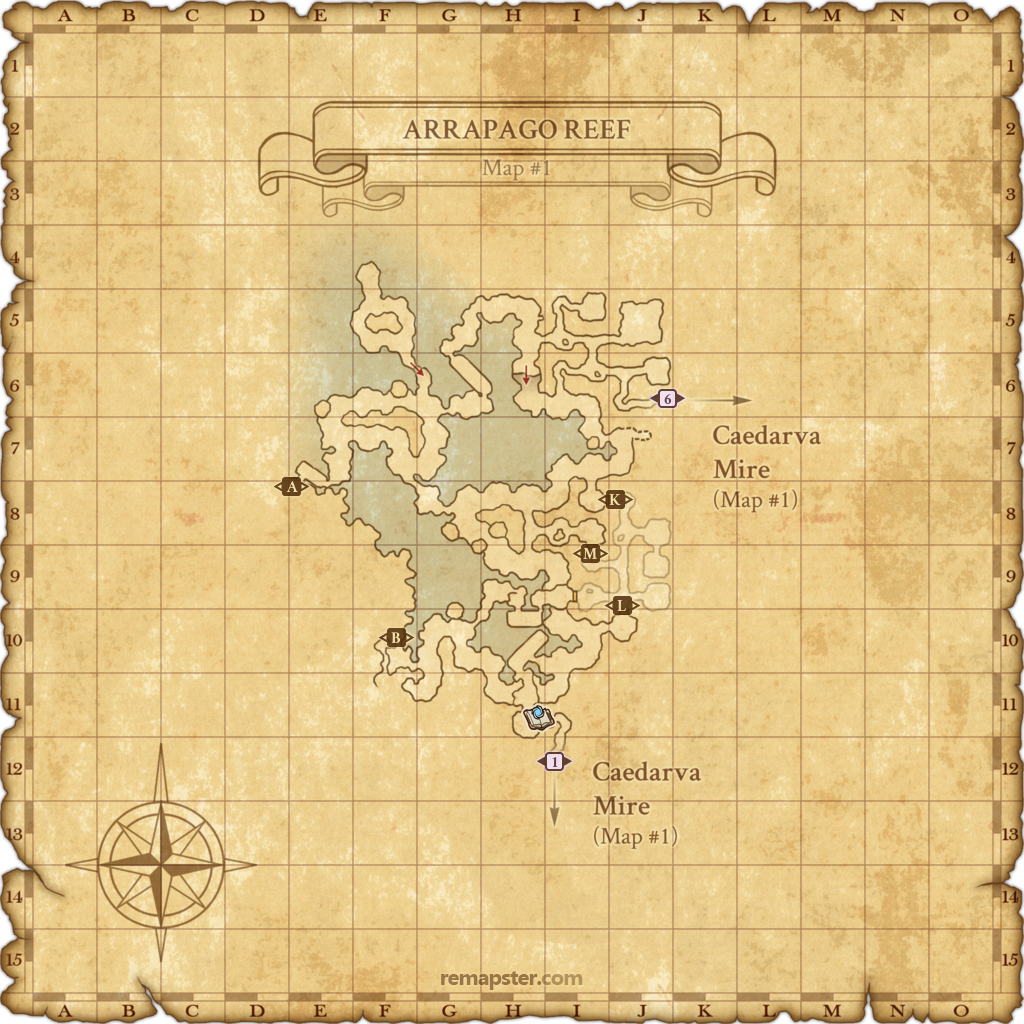 A B C D E F G H I J K L M N O
1 1
ARRAPAGO REEF
2 2
Map #1
3 3
4 4
5 5
6 6
6
Caedarva
Mire
(Map #1)
7 7
A
K
8 8
M
9 9
L
B
10 10
11 11
1
Caedarva
Mire
(Map #1)
12 12
13 13
14 14
15 15
remapster.com
A B C D E F G H I J K L M N O